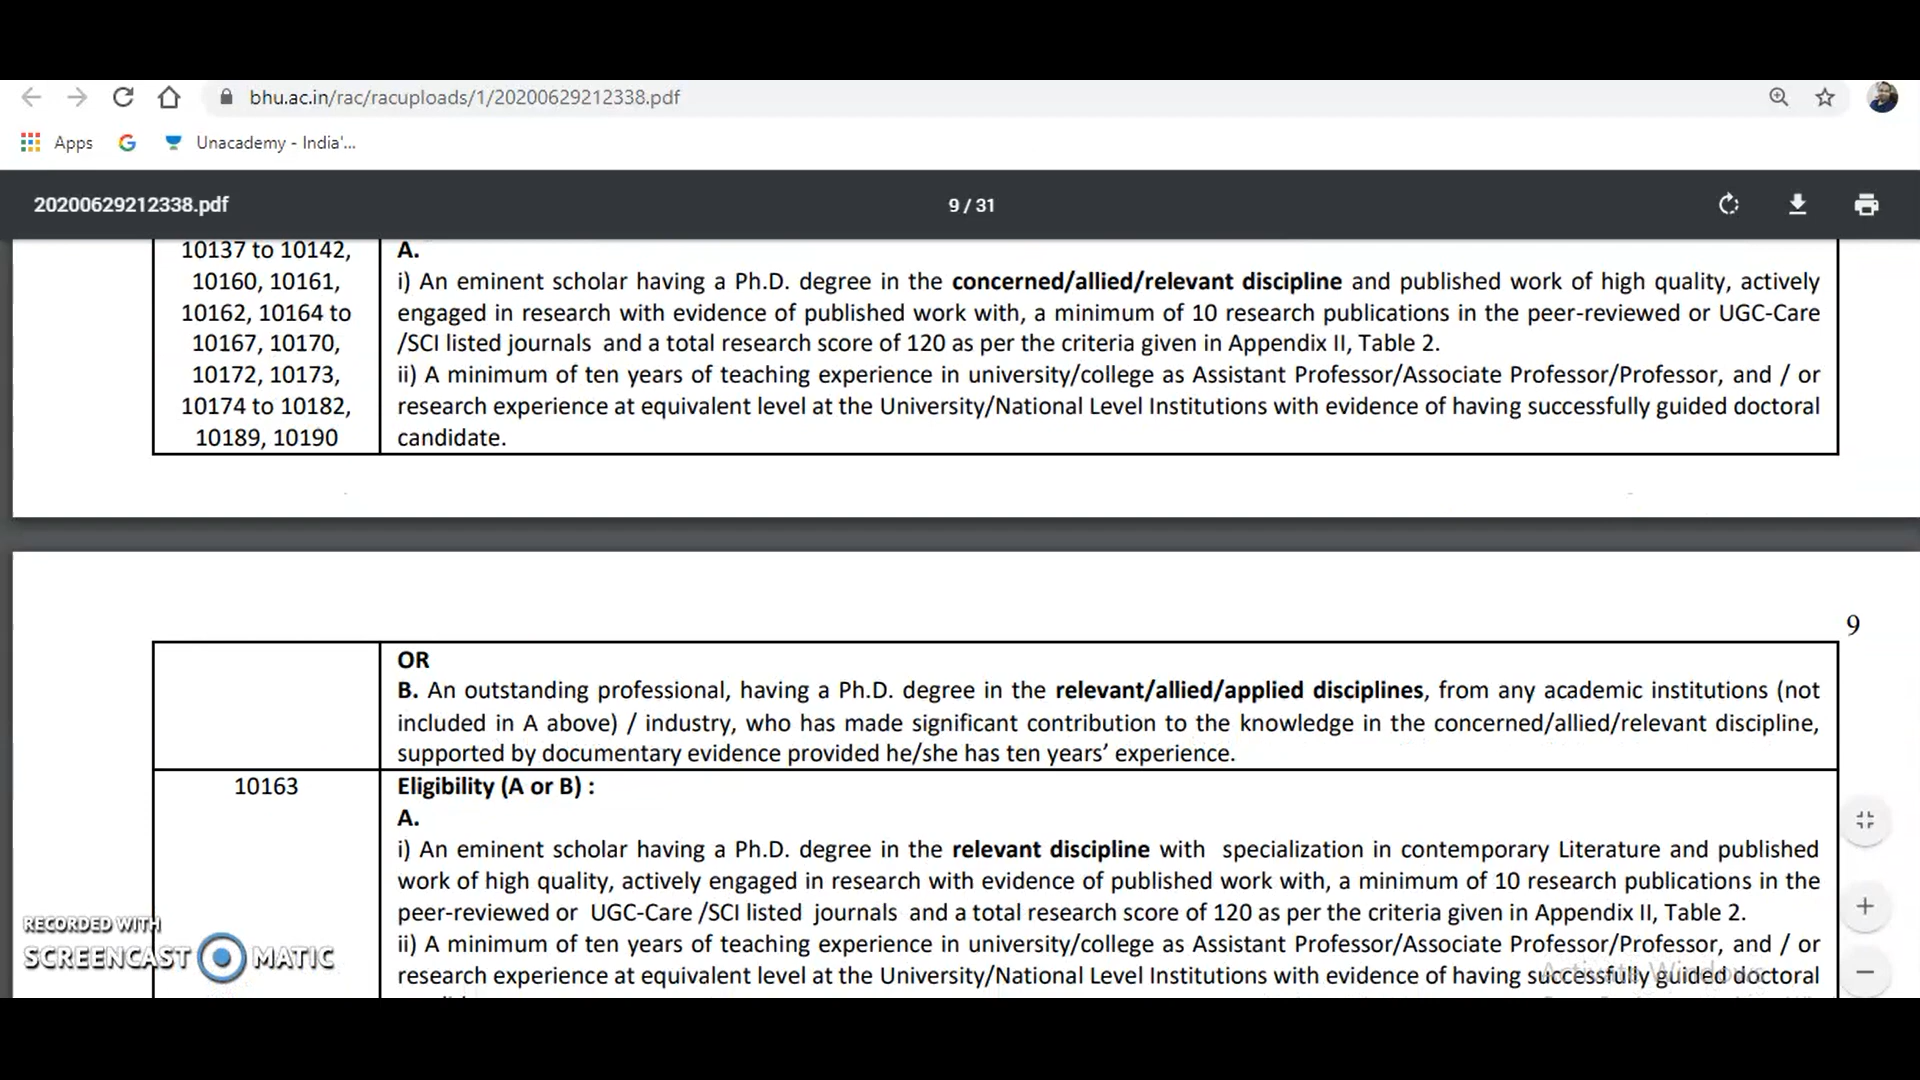 bhu.ac.in/rac/racuploads/1/20200629212338.pdf
Apps
Unacademy - India'...
20200629212338.pdf
9 / 31
10137 to 10142,
10160, 10161,
10162, 10164 to
10167, 10170,
10172, 10173,
10174 to 10182,
10189, 10190
A.
i) An eminent scholar having a Ph.D. degree in the concerned/allied/relevant discipline and published work of high quality, actively
engaged in research with evidence of published work with, a minimum of 10 research publications in the peer-reviewed or UGC-Care
/SCI listed journals and a total research score of 120 as per the criteria given in Appendix II, Table 2.
ii) A minimum of ten years of teaching experience in university/college as Assistant Professor/Associate Professor/Professor, and / or
research experience at equivalent level at the University/National Level Institutions with evidence of having successfully guided doctoral
candidate.
9
OR
B. An outstanding professional, having a Ph.D. degree in the relevant/allied/applied disciplines, from any academic institutions (not
included in A above) / industry, who has made significant contribution to the knowledge in the concerned/allied/relevant discipline,
supported by documentary evidence provided he/she has ten years’ experience.
10163
Eligibility (A or B) :
A.
i) An eminent scholar having a Ph.D. degree in the relevant discipline with specialization in contemporary Literature and published
work of high quality, actively engaged in research with evidence of published work with, a minimum of 10 research publications in the
peer-reviewed or UGC-Care /SCI listed journals and a total research score of 120 as per the criteria given in Appendix II, Table 2.
ii) A minimum of ten years of teaching experience in university/college as Assistant Professor/Associate Professor/Professor, and / or
research experience at equivalent level at the University/National Level Institutions with evidence of having successfully guided doctoral
Activate Windows
RECORDED WITH
SCREENCAST MATIC